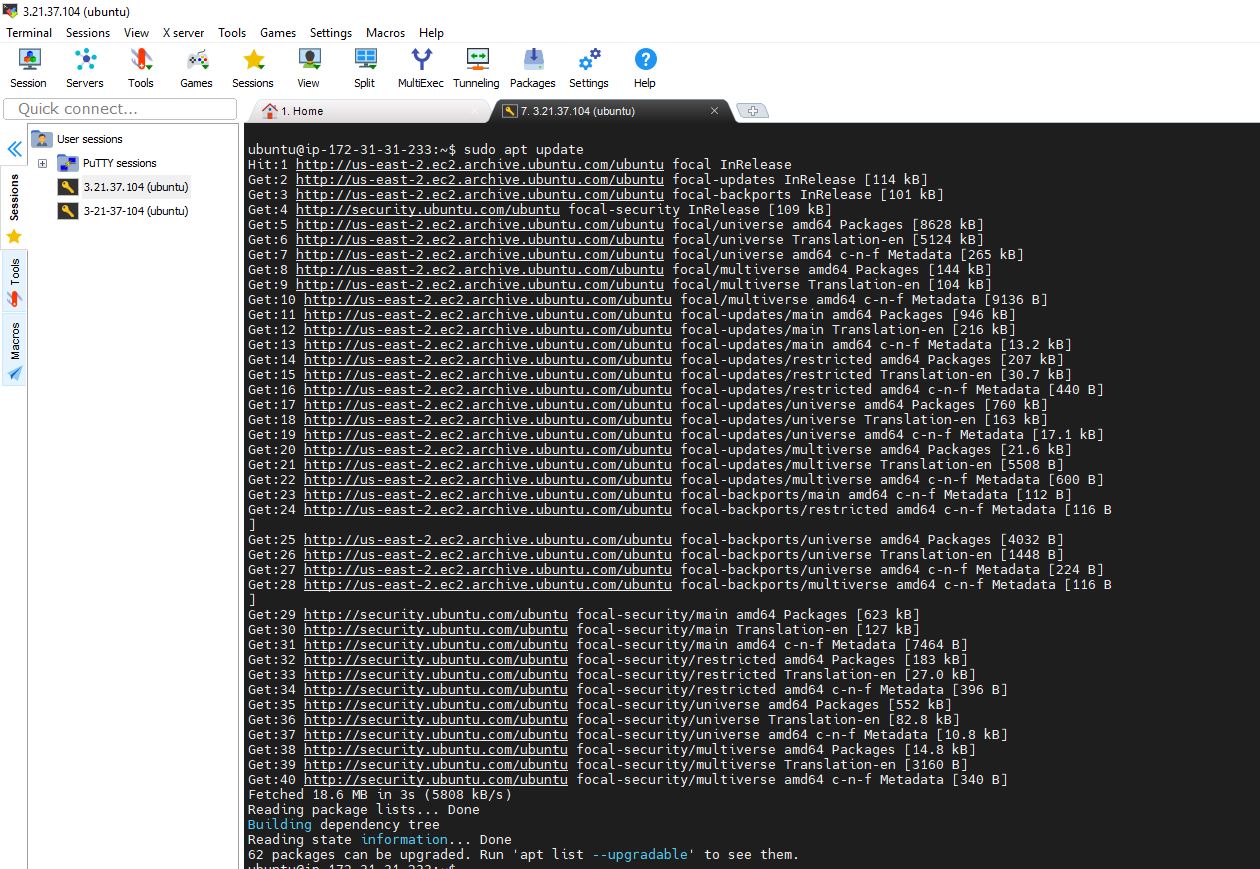 3.21.37.104 (ubuntu)
Terminal Sessions View X server Tools Games Settings Macros Help
Session Servers Tools Games Sessions View Split MultiExec Tunneling Packages Settings Help
Quick connect...
1. Home
7. 3.21.37.104 (ubuntu)
User sessions
PuTTY sessions
3.21.37.104 (ubuntu)
3-21-37-104 (ubuntu)
Sessions
Tools
Macros
ubuntu@ip-172-31-31-233:~$ sudo apt update
Hit:1 http://us-east-2.ec2.archive.ubuntu.com/ubuntu focal InRelease
Get:2 http://us-east-2.ec2.archive.ubuntu.com/ubuntu focal-updates InRelease [114 kB]
Get:3 http://us-east-2.ec2.archive.ubuntu.com/ubuntu focal-backports InRelease [101 kB]
Get:4 http://security.ubuntu.com/ubuntu focal-security InRelease [109 kB]
Get:5 http://us-east-2.ec2.archive.ubuntu.com/ubuntu focal/universe amd64 Packages [8628 kB]
Get:6 http://us-east-2.ec2.archive.ubuntu.com/ubuntu focal/universe Translation-en [5124 kB]
Get:7 http://us-east-2.ec2.archive.ubuntu.com/ubuntu focal/universe amd64 c-n-f Metadata [265 kB]
Get:8 http://us-east-2.ec2.archive.ubuntu.com/ubuntu focal/multiverse amd64 Packages [144 kB]
Get:9 http://us-east-2.ec2.archive.ubuntu.com/ubuntu focal/multiverse Translation-en [104 kB]
Get:10 http://us-east-2.ec2.archive.ubuntu.com/ubuntu focal/multiverse amd64 c-n-f Metadata [9136 B]
Get:11 http://us-east-2.ec2.archive.ubuntu.com/ubuntu focal-updates/main amd64 Packages [946 kB]
Get:12 http://us-east-2.ec2.archive.ubuntu.com/ubuntu focal-updates/main Translation-en [216 kB]
Get:13 http://us-east-2.ec2.archive.ubuntu.com/ubuntu focal-updates/main amd64 c-n-f Metadata [13.2 kB]
Get:14 http://us-east-2.ec2.archive.ubuntu.com/ubuntu focal-updates/restricted amd64 Packages [207 kB]
Get:15 http://us-east-2.ec2.archive.ubuntu.com/ubuntu focal-updates/restricted Translation-en [30.7 kB]
Get:16 http://us-east-2.ec2.archive.ubuntu.com/ubuntu focal-updates/restricted amd64 c-n-f Metadata [440 B]
Get:17 http://us-east-2.ec2.archive.ubuntu.com/ubuntu focal-updates/universe amd64 Packages [760 kB]
Get:18 http://us-east-2.ec2.archive.ubuntu.com/ubuntu focal-updates/universe Translation-en [163 kB]
Get:19 http://us-east-2.ec2.archive.ubuntu.com/ubuntu focal-updates/universe amd64 c-n-f Metadata [17.1 kB]
Get:20 http://us-east-2.ec2.archive.ubuntu.com/ubuntu focal-updates/multiverse amd64 Packages [21.6 kB]
Get:21 http://us-east-2.ec2.archive.ubuntu.com/ubuntu focal-updates/multiverse Translation-en [5508 B]
Get:22 http://us-east-2.ec2.archive.ubuntu.com/ubuntu focal-updates/multiverse amd64 c-n-f Metadata [600 B]
Get:23 http://us-east-2.ec2.archive.ubuntu.com/ubuntu focal-backports/main amd64 c-n-f Metadata [112 B]
Get:24 http://us-east-2.ec2.archive.ubuntu.com/ubuntu focal-backports/restricted amd64 c-n-f Metadata [116 B
]
Get:25 http://us-east-2.ec2.archive.ubuntu.com/ubuntu focal-backports/universe amd64 Packages [4032 B]
Get:26 http://us-east-2.ec2.archive.ubuntu.com/ubuntu focal-backports/universe Translation-en [1448 B]
Get:27 http://us-east-2.ec2.archive.ubuntu.com/ubuntu focal-backports/universe amd64 c-n-f Metadata [224 B]
Get:28 http://us-east-2.ec2.archive.ubuntu.com/ubuntu focal-backports/multiverse amd64 c-n-f Metadata [116 B
]
Get:29 http://security.ubuntu.com/ubuntu focal-security/main amd64 Packages [623 kB]
Get:30 http://security.ubuntu.com/ubuntu focal-security/main Translation-en [127 kB]
Get:31 http://security.ubuntu.com/ubuntu focal-security/main amd64 c-n-f Metadata [7464 B]
Get:32 http://security.ubuntu.com/ubuntu focal-security/restricted amd64 Packages [183 kB]
Get:33 http://security.ubuntu.com/ubuntu focal-security/restricted Translation-en [27.0 kB]
Get:34 http://security.ubuntu.com/ubuntu focal-security/restricted amd64 c-n-f Metadata [396 B]
Get:35 http://security.ubuntu.com/ubuntu focal-security/universe amd64 Packages [552 kB]
Get:36 http://security.ubuntu.com/ubuntu focal-security/universe Translation-en [82.8 kB]
Get:37 http://security.ubuntu.com/ubuntu focal-security/universe amd64 c-n-f Metadata [10.8 kB]
Get:38 http://security.ubuntu.com/ubuntu focal-security/multiverse amd64 Packages [14.8 kB]
Get:39 http://security.ubuntu.com/ubuntu focal-security/multiverse Translation-en [3160 B]
Get:40 http://security.ubuntu.com/ubuntu focal-security/multiverse amd64 c-n-f Metadata [340 B]
Fetched 18.6 MB in 3s (5808 kB/s)
Reading package lists... Done
Building dependency tree
Reading state information... Done
62 packages can be upgraded. Run 'apt list --upgradable' to see them.
ubuntu@ip-172-31-31-233:~$